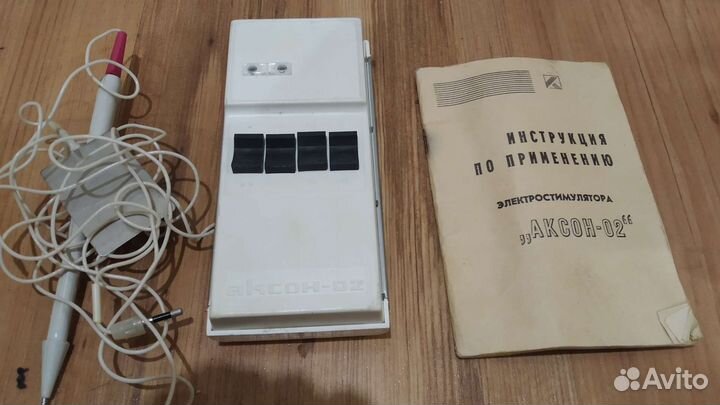 аксон-02
ИНСТРУКЦИЯ
ПО ПРИМЕНЕНИЮ
ЭЛЕКТРОСТИМУЛЯТОРА
„АКСОН-02“
Avito